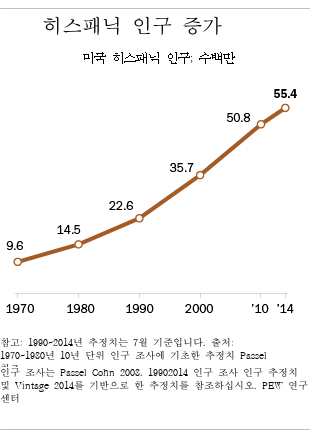 히스패닉 인구 증가
미국 히스패닉 인구; 수백만
55.4
50.8
35.7
22.6
14.5
9.6
1970 1980 1990 2000 '10 '14
참고: 1990-2014년 추정치는 7월 기준입니다. 출처:
1970-1980년 10년 단위 인구 조사에 기초한 추정치 Passel
인구 조사는 Passel Cohn 2008. 19902014 인구 조사 인구 추정치
및 Vintage 2014를 기반으로 한 추정치를 참조하십시오. PEW 연구
센터